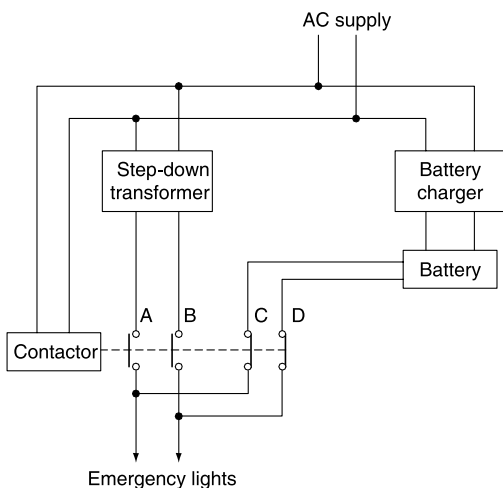 AC supply
Step-down
transformer
Battery
charger
Battery
A
B
C
D
Contactor
Emergency lights